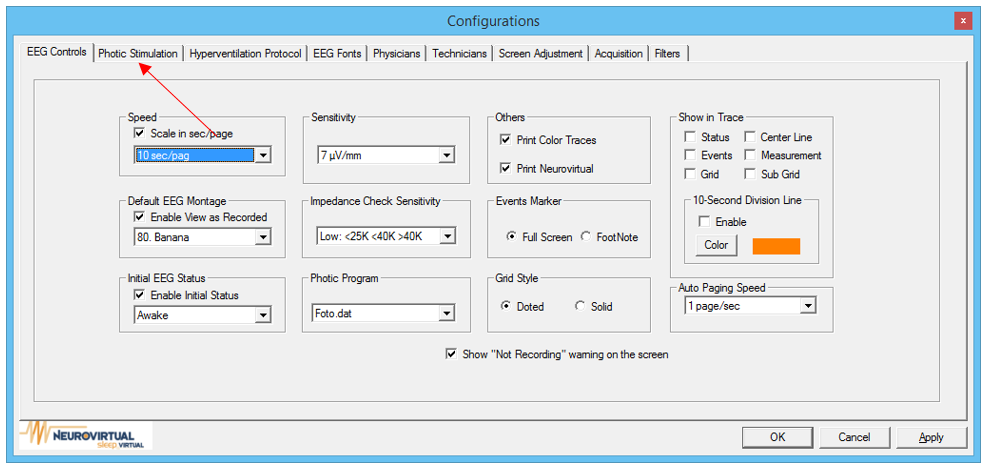 Configurations
x
EEG Controls Photic Stimulation Hyperventilation Protocol EEG Fonts Physicians Technicians Screen Adjustment Acquisition Filters
Speed
Scale in sec/page
10 sec/pag
Sensitivity
7 µV/mm
Others
Print Color Traces
Print Neurovirtual
Show in Trace
Status Center Line
Events Measurement
Grid Sub Grid
10-Second Division Line
Enable
Color
Default EEG Montage
Enable View as Recorded
80. Banana
Impedance Check Sensitivity
Low: <25K <40K >40K
Events Marker
Full Screen FootNote
Initial EEG Status
Enable Initial Status
Awake
Photic Program
Foto.dat
Grid Style
Doted Solid
Auto Paging Speed
1 page/sec
Show "Not Recording" warning on the screen
NEUROVIRTUAL
sleep VIRTUAL
OK Cancel Apply